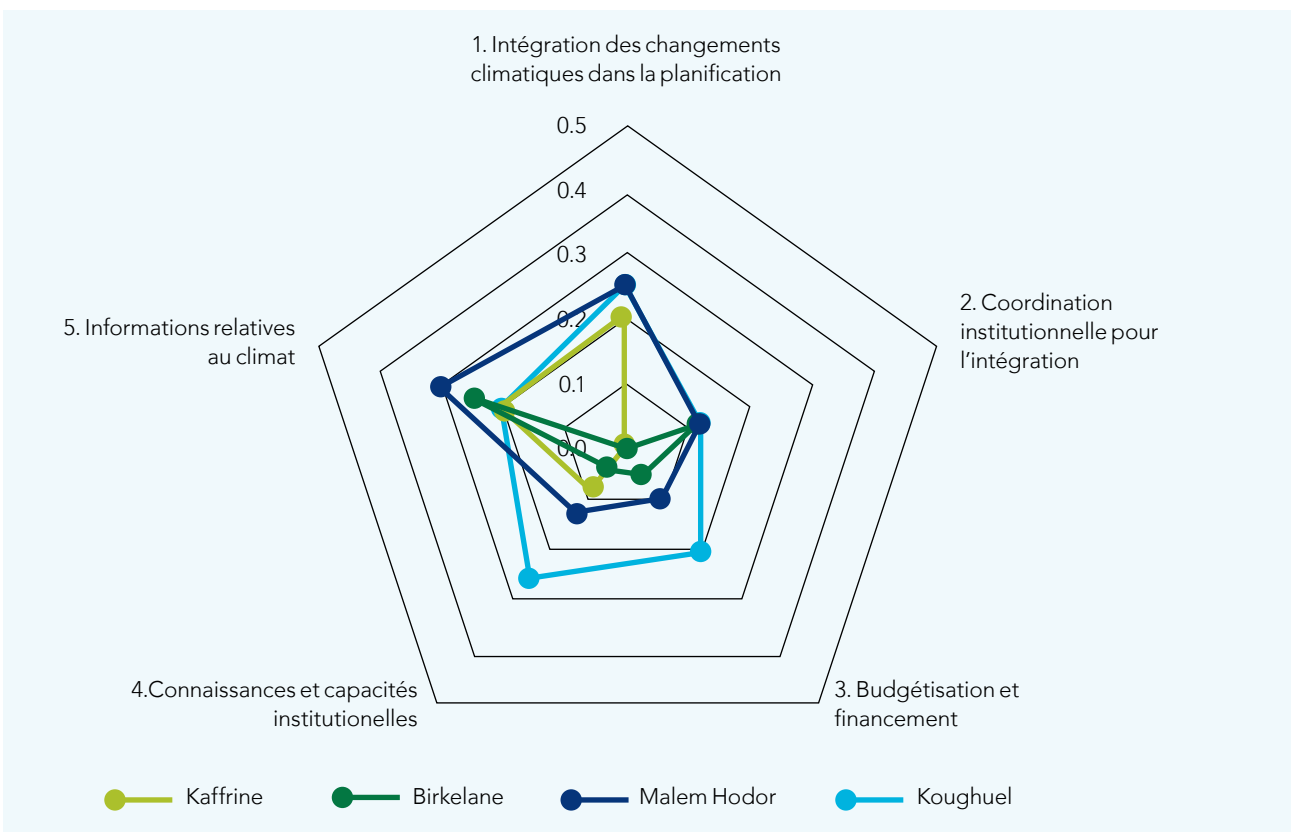 1. Intégration des changements
climatiques dans la planification
0.5
0.4
0.3
0.2
0.1
0.0
2. Coordination
institutionnelle pour
l'intégration
5. Informations relatives
au climat
4.Connaissances et capacités
institutionelles
3. Budgétisation et
financement
Kaffrine
Birkelane
Malem Hodor
Koughuel